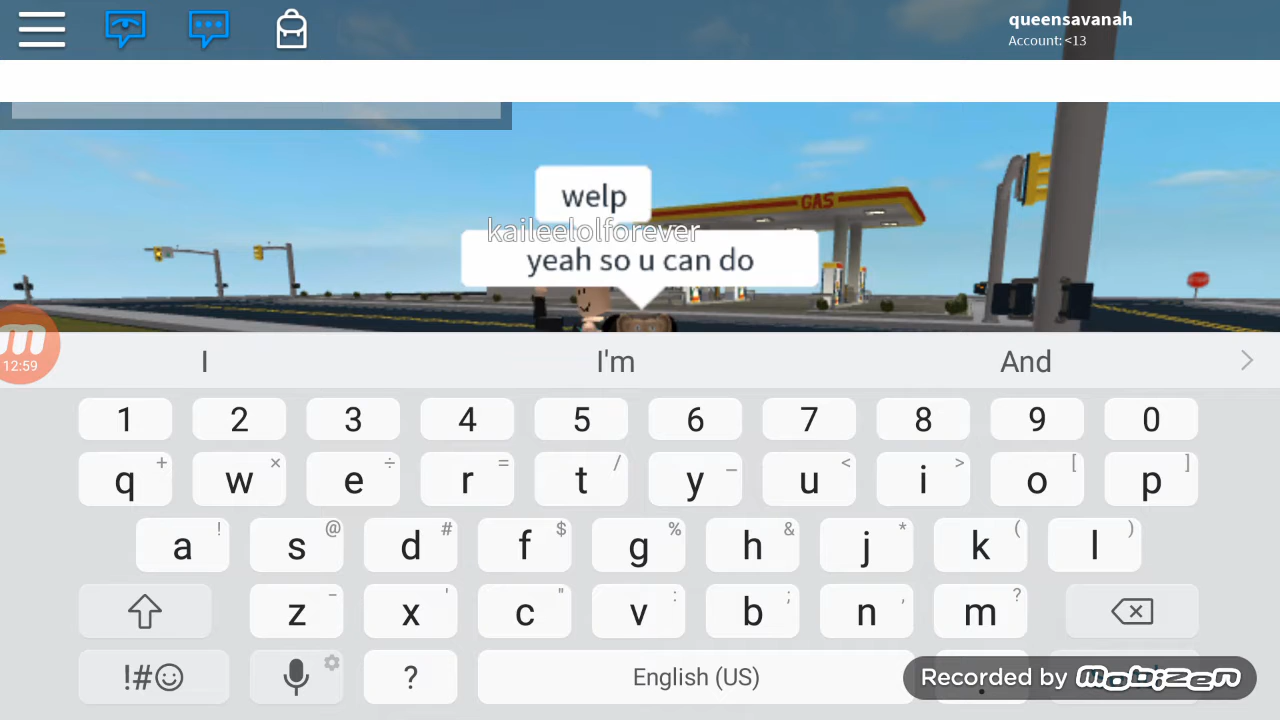 queensavanah
Account: <13
welp
kaileelolforever
GAS
yeah so u can do
12:59
I I'm And
1 2 3 4 5 6 7 8 9 0
+ × ÷ = / _ < > [ ]
q w e r t y u i o p
! @ # $ % & * ( )
a s d f g h j k l
- ' " : ; , ?
z x c v b n m
!# ? English (US) .
Recorded by mobizen